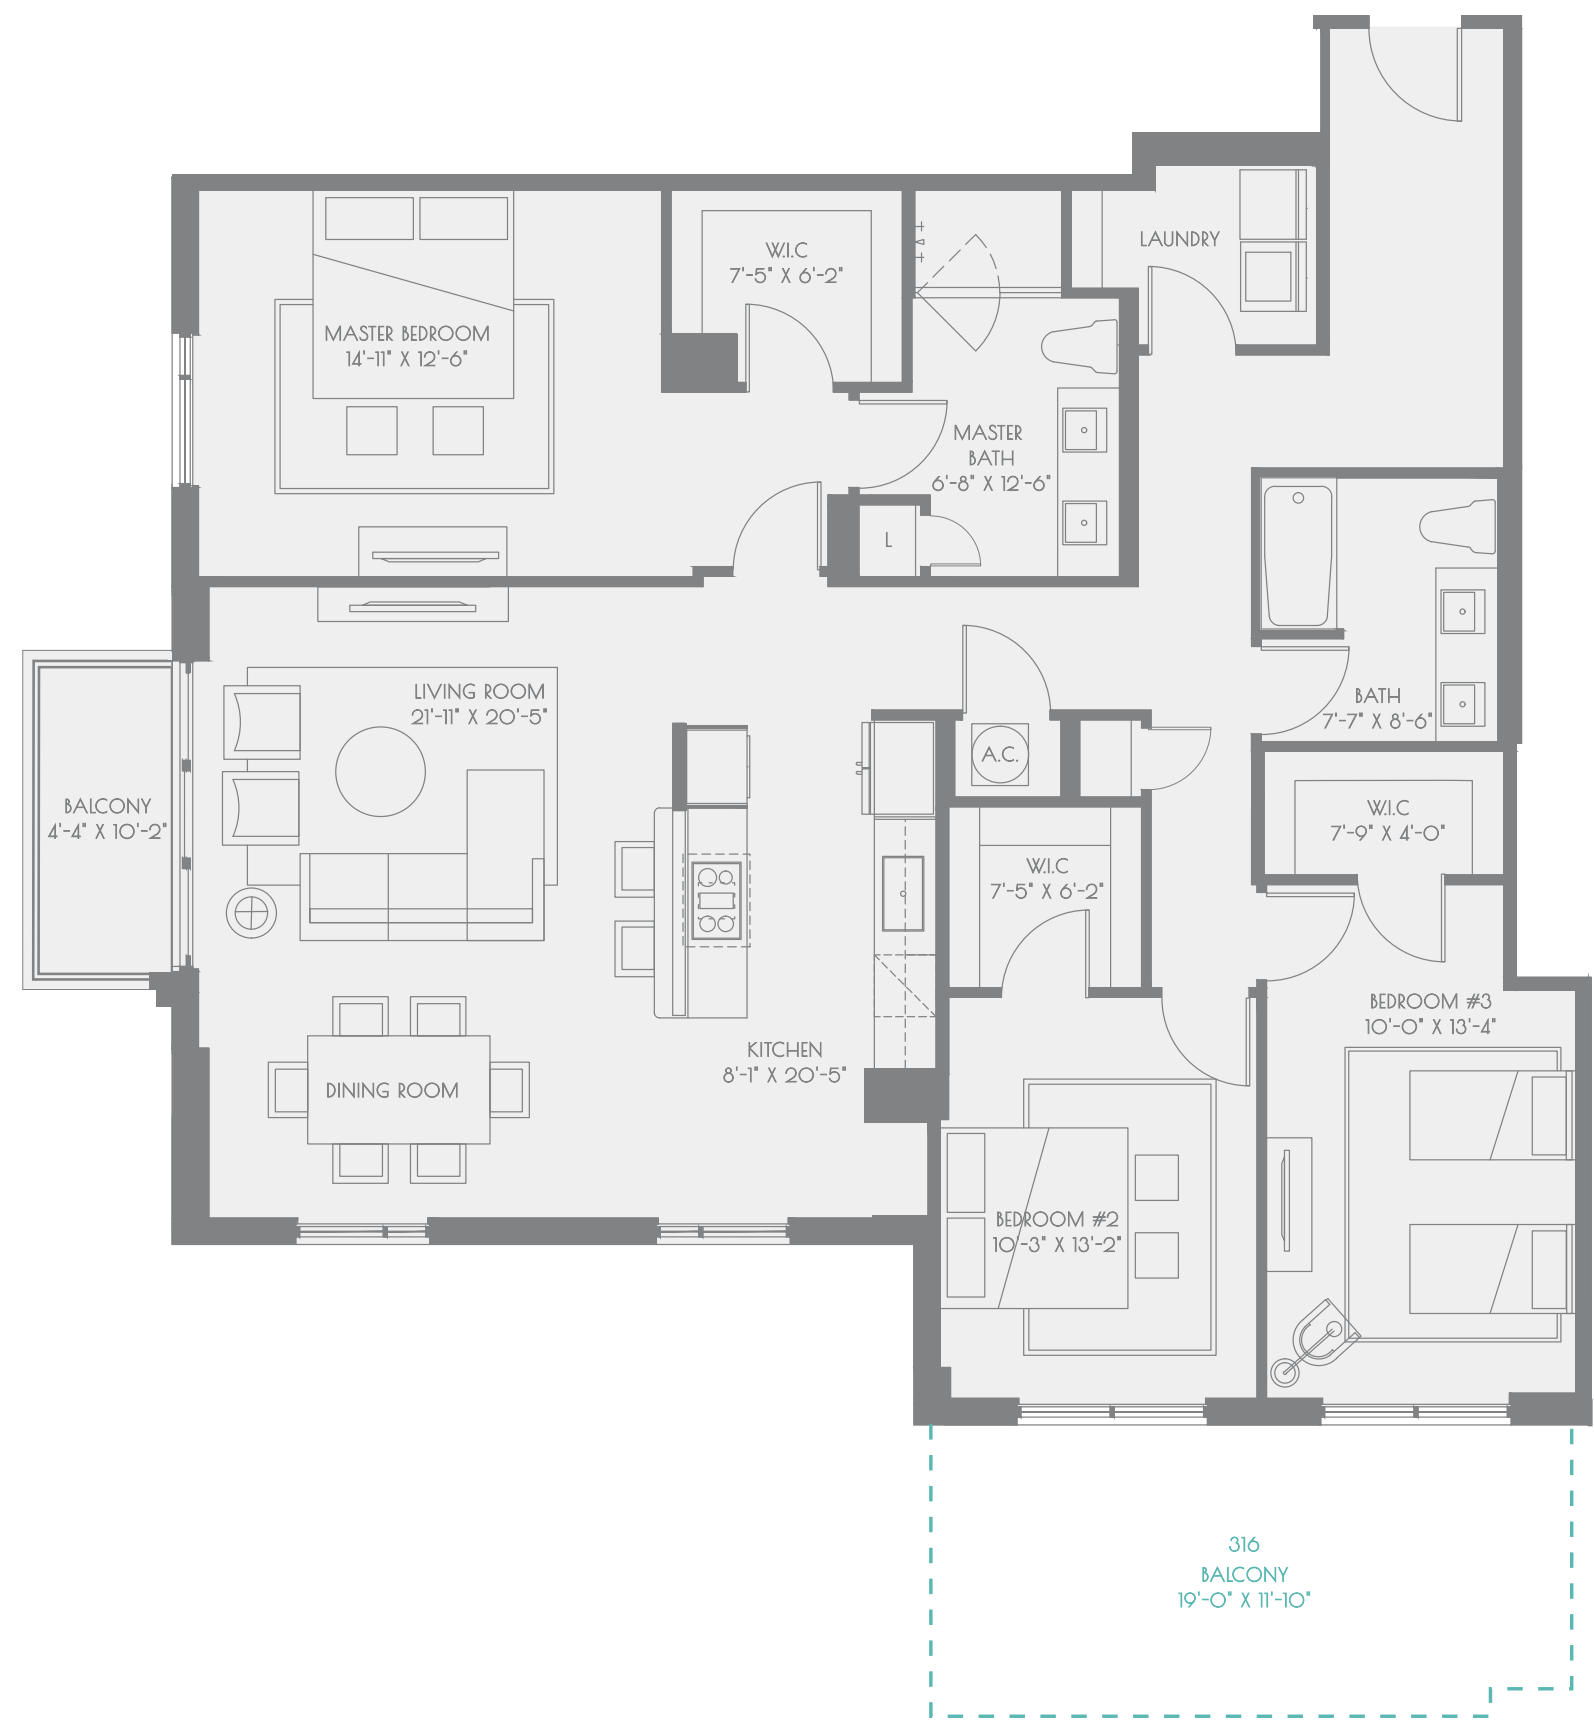 LAUNDRY
W.I.C
7'-5" X 6'-2"
MASTER BEDROOM
14'-11" X 12'-6"
MASTER
BATH
6'-8" X 12'-6"
L
LIVING ROOM
21'-11" X 20'-5"
BATH
7'-7" X 8'-6"
A.C.
BALCONY
4'-4" X 10'-2"
W.I.C
7'-9" X 4'-0"
W.I.C
7'-5" X 6'-2"
BEDROOM #3
10'-0" X 13'-4"
KITCHEN
8'-1" X 20'-5"
DINING ROOM
BEDROOM #2
10'-3" X 13'-2"
316
BALCONY
19'-0" X 11'-10"